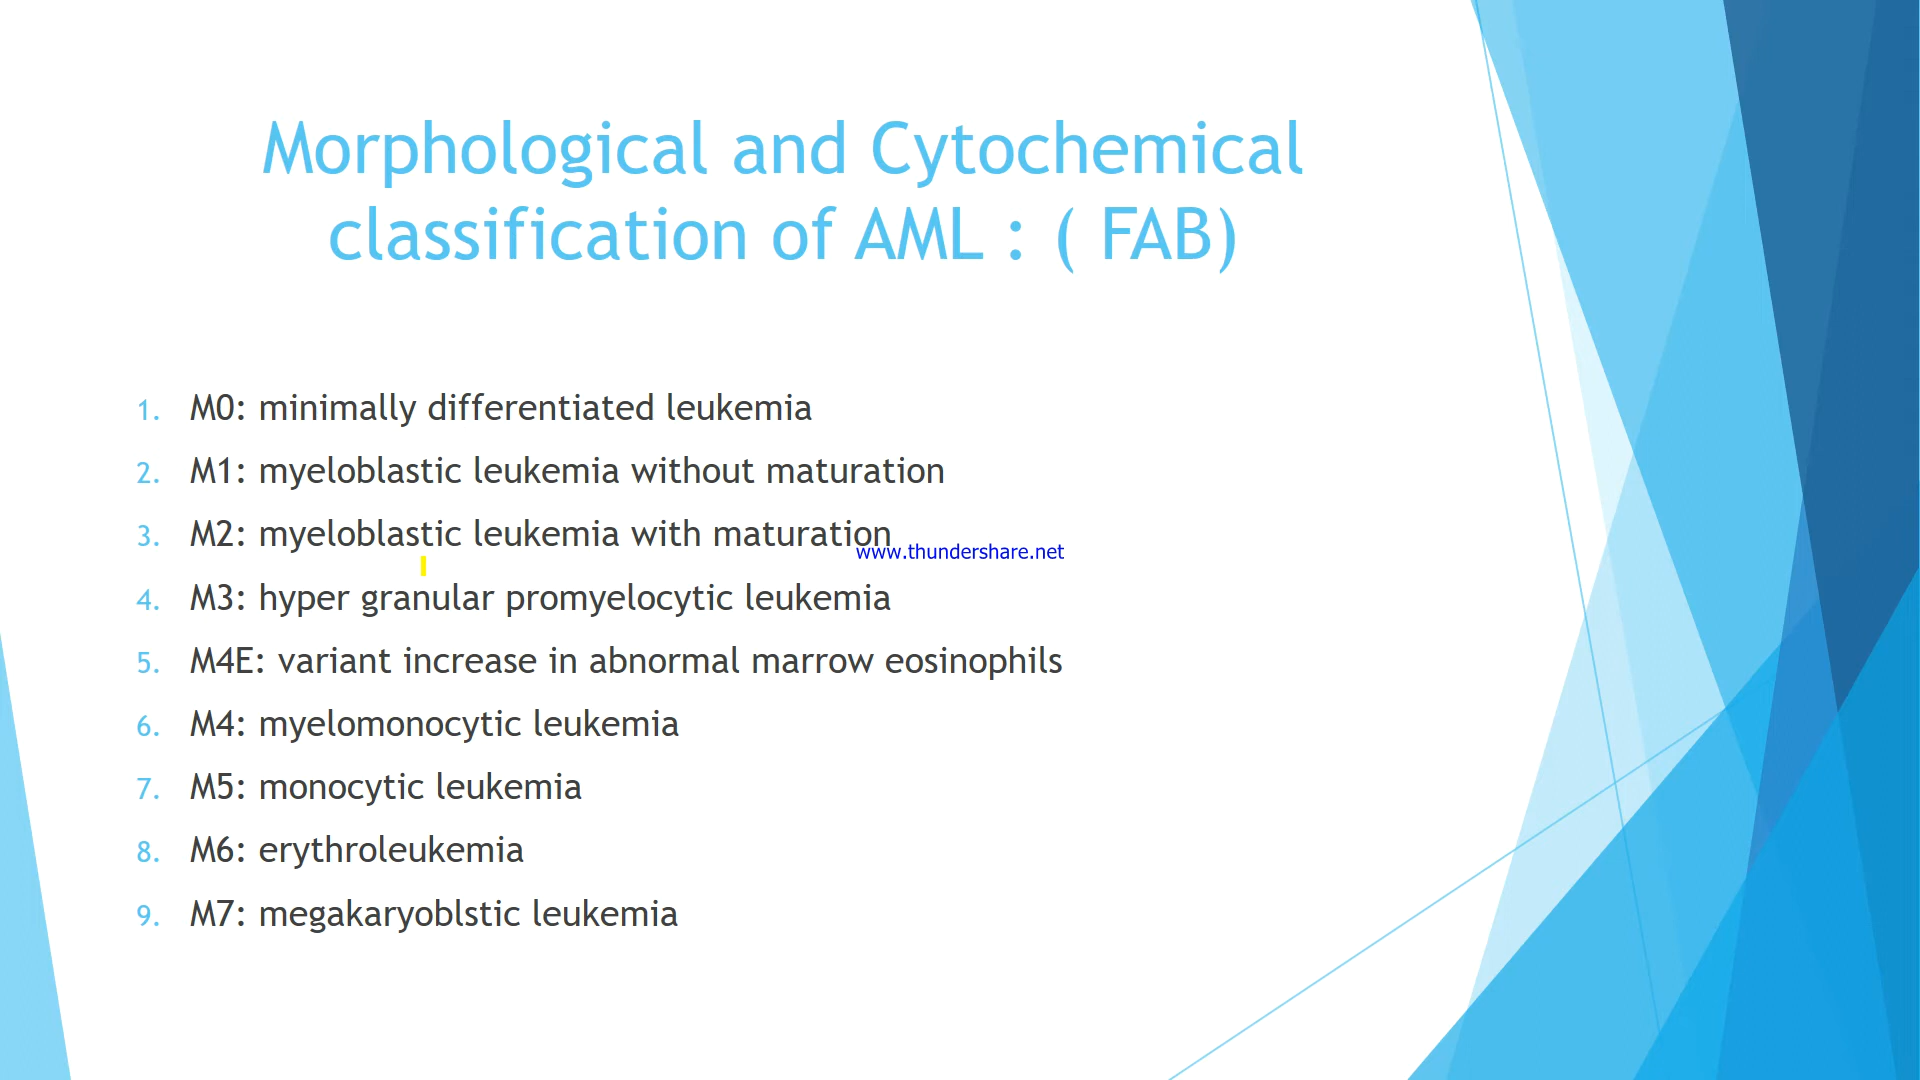 Morphological and Cytochemical
classification of AML : ( FAB)
1. M0: minimally differentiated leukemia
2. M1: myeloblastic leukemia without maturation
3. M2: myeloblastic leukemia with maturation
www.thundershare.net
4. M3: hyper granular promyelocytic leukemia
5. M4E: variant increase in abnormal marrow eosinophils
6. M4: myelomonocytic leukemia
7. M5: monocytic leukemia
8. M6: erythroleukemia
9. M7: megakaryoblstic leukemia